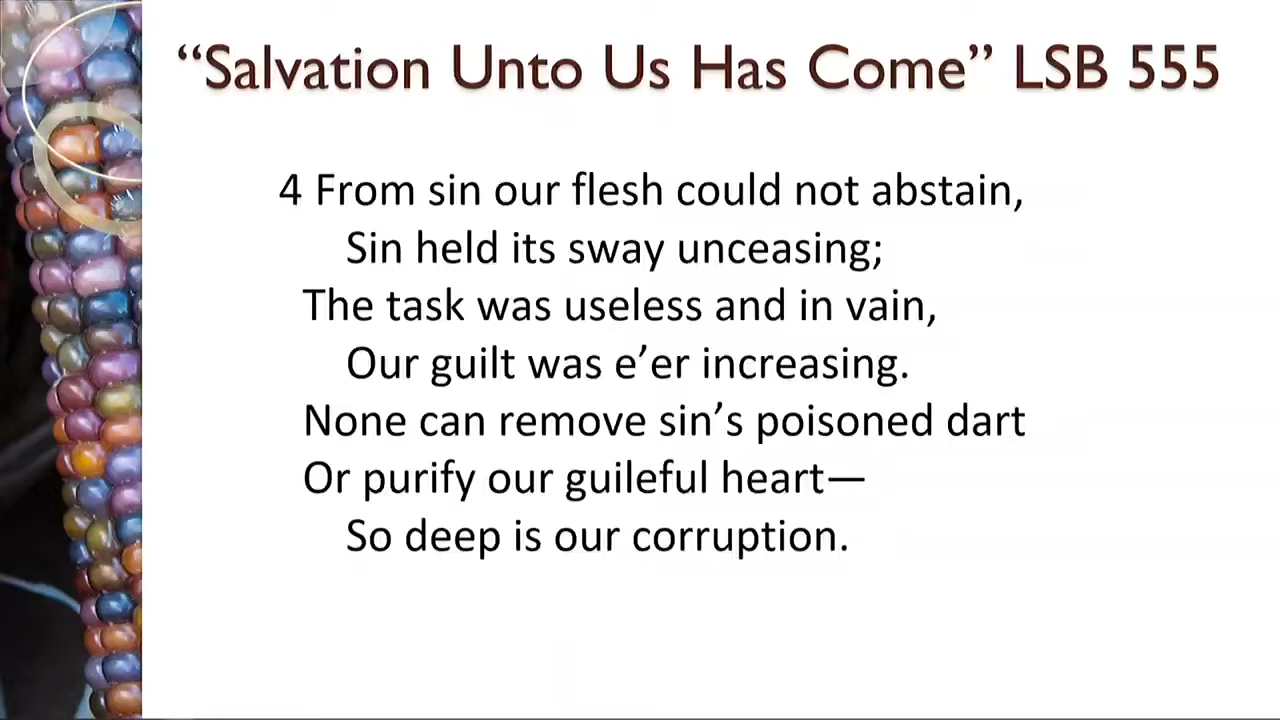 “Salvation Unto Us Has Come” LSB 555
4 From sin our flesh could not abstain,
Sin held its sway unceasing;
The task was useless and in vain,
Our guilt was e’er increasing.
None can remove sin’s poisoned dart
Or purify our guileful heart—
So deep is our corruption.